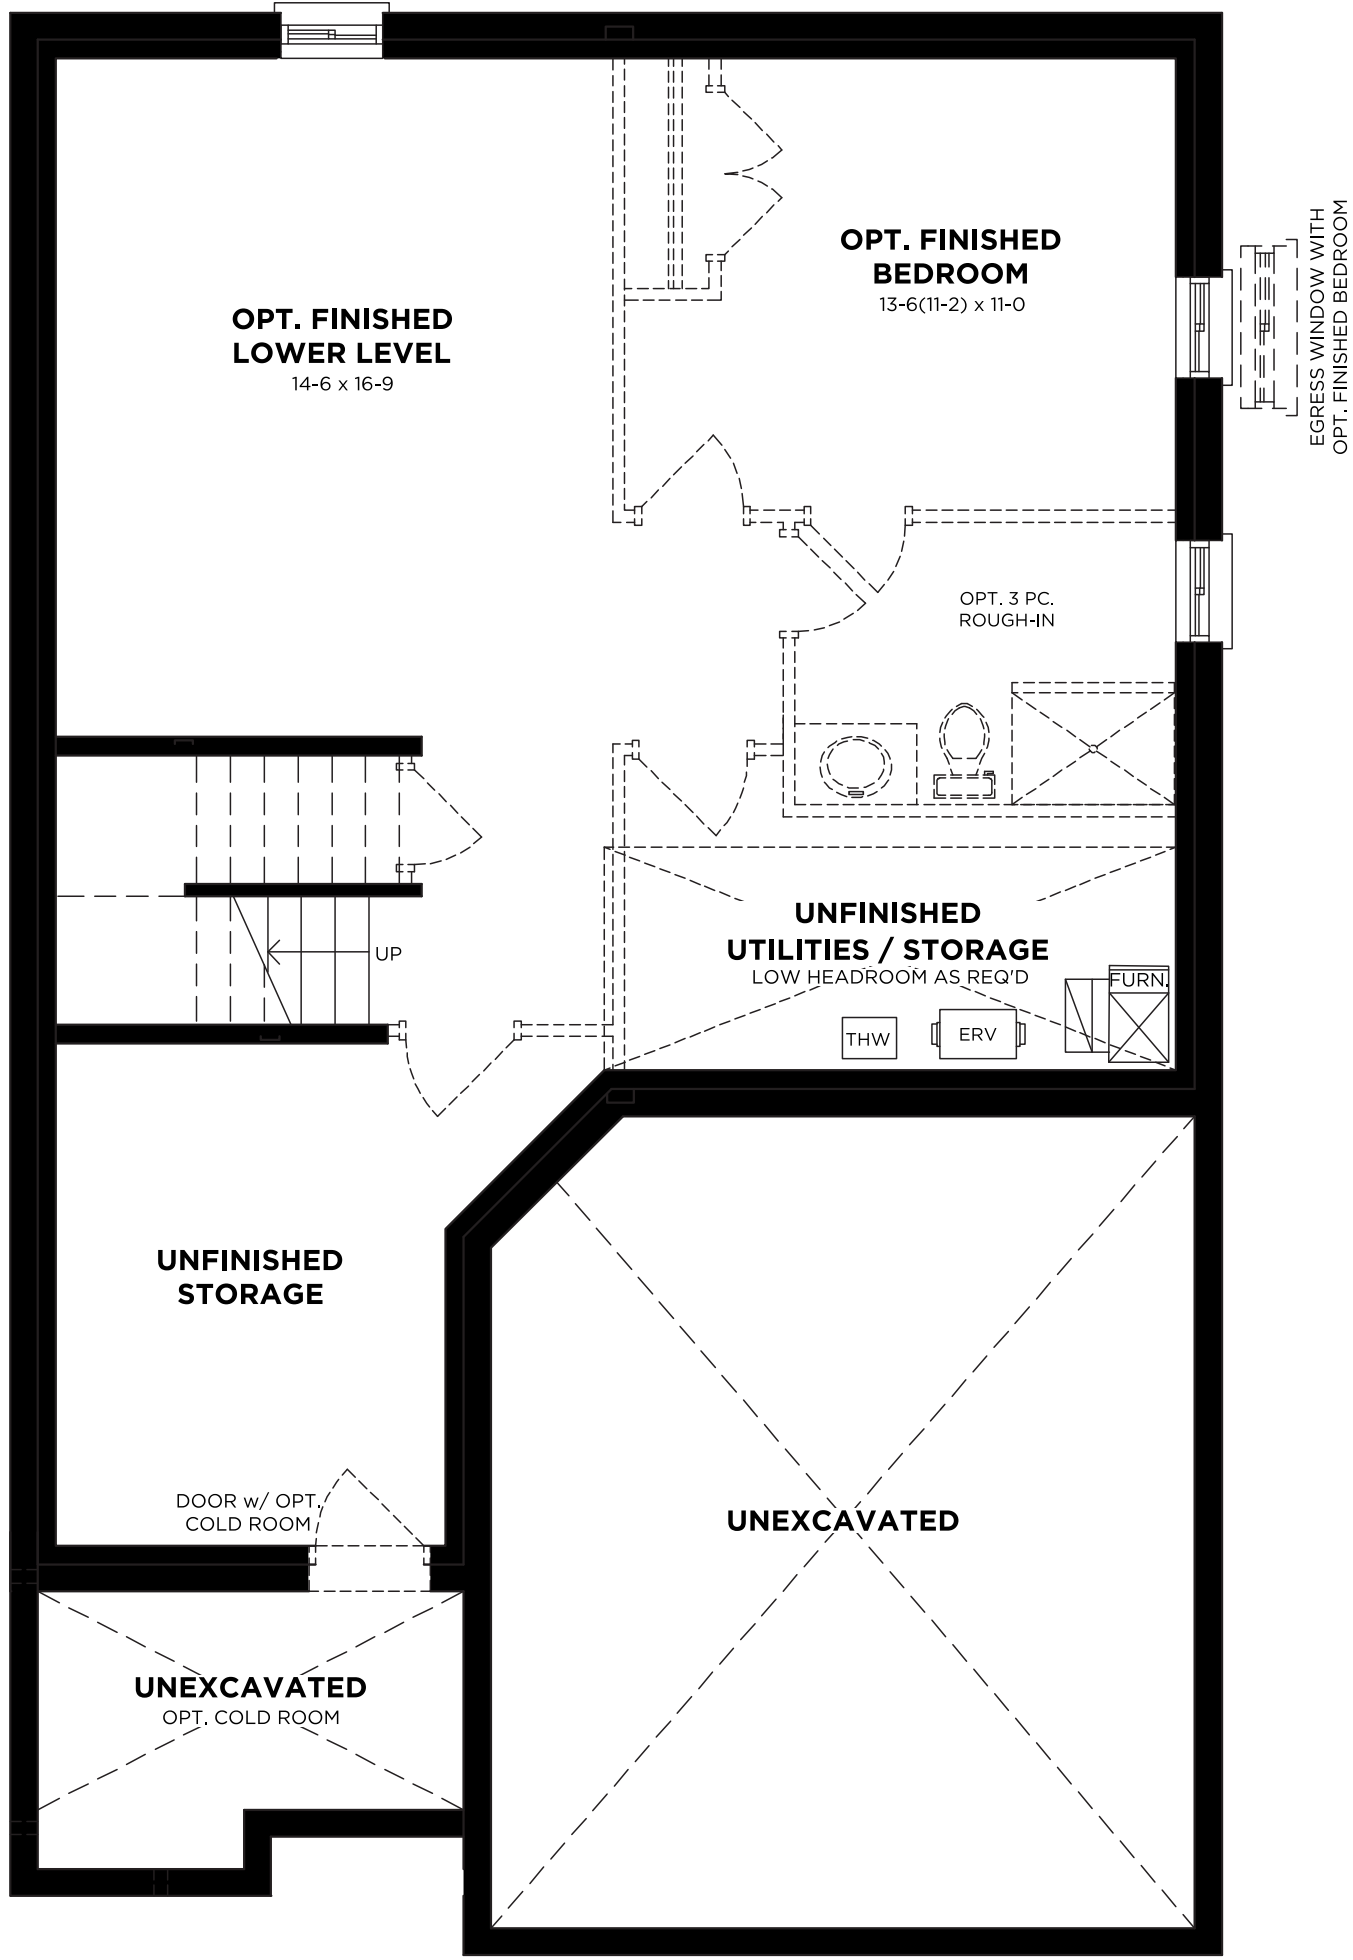 OPT. FINISHED
LOWER LEVEL
14-6 x 16-9
OPT. FINISHED
BEDROOM
13-6(11-2) x 11-0
EGRESS WINDOW WITH
OPT. FINISHED BEDROOM
OPT. 3 PC.
ROUGH-IN
UP
UNFINISHED
UTILITIES / STORAGE
LOW HEADROOM AS REQ'D
FURN.
THW
ERV
UNFINISHED
STORAGE
DOOR w/ OPT.
COLD ROOM
UNEXCAVATED
UNEXCAVATED
OPT. COLD ROOM